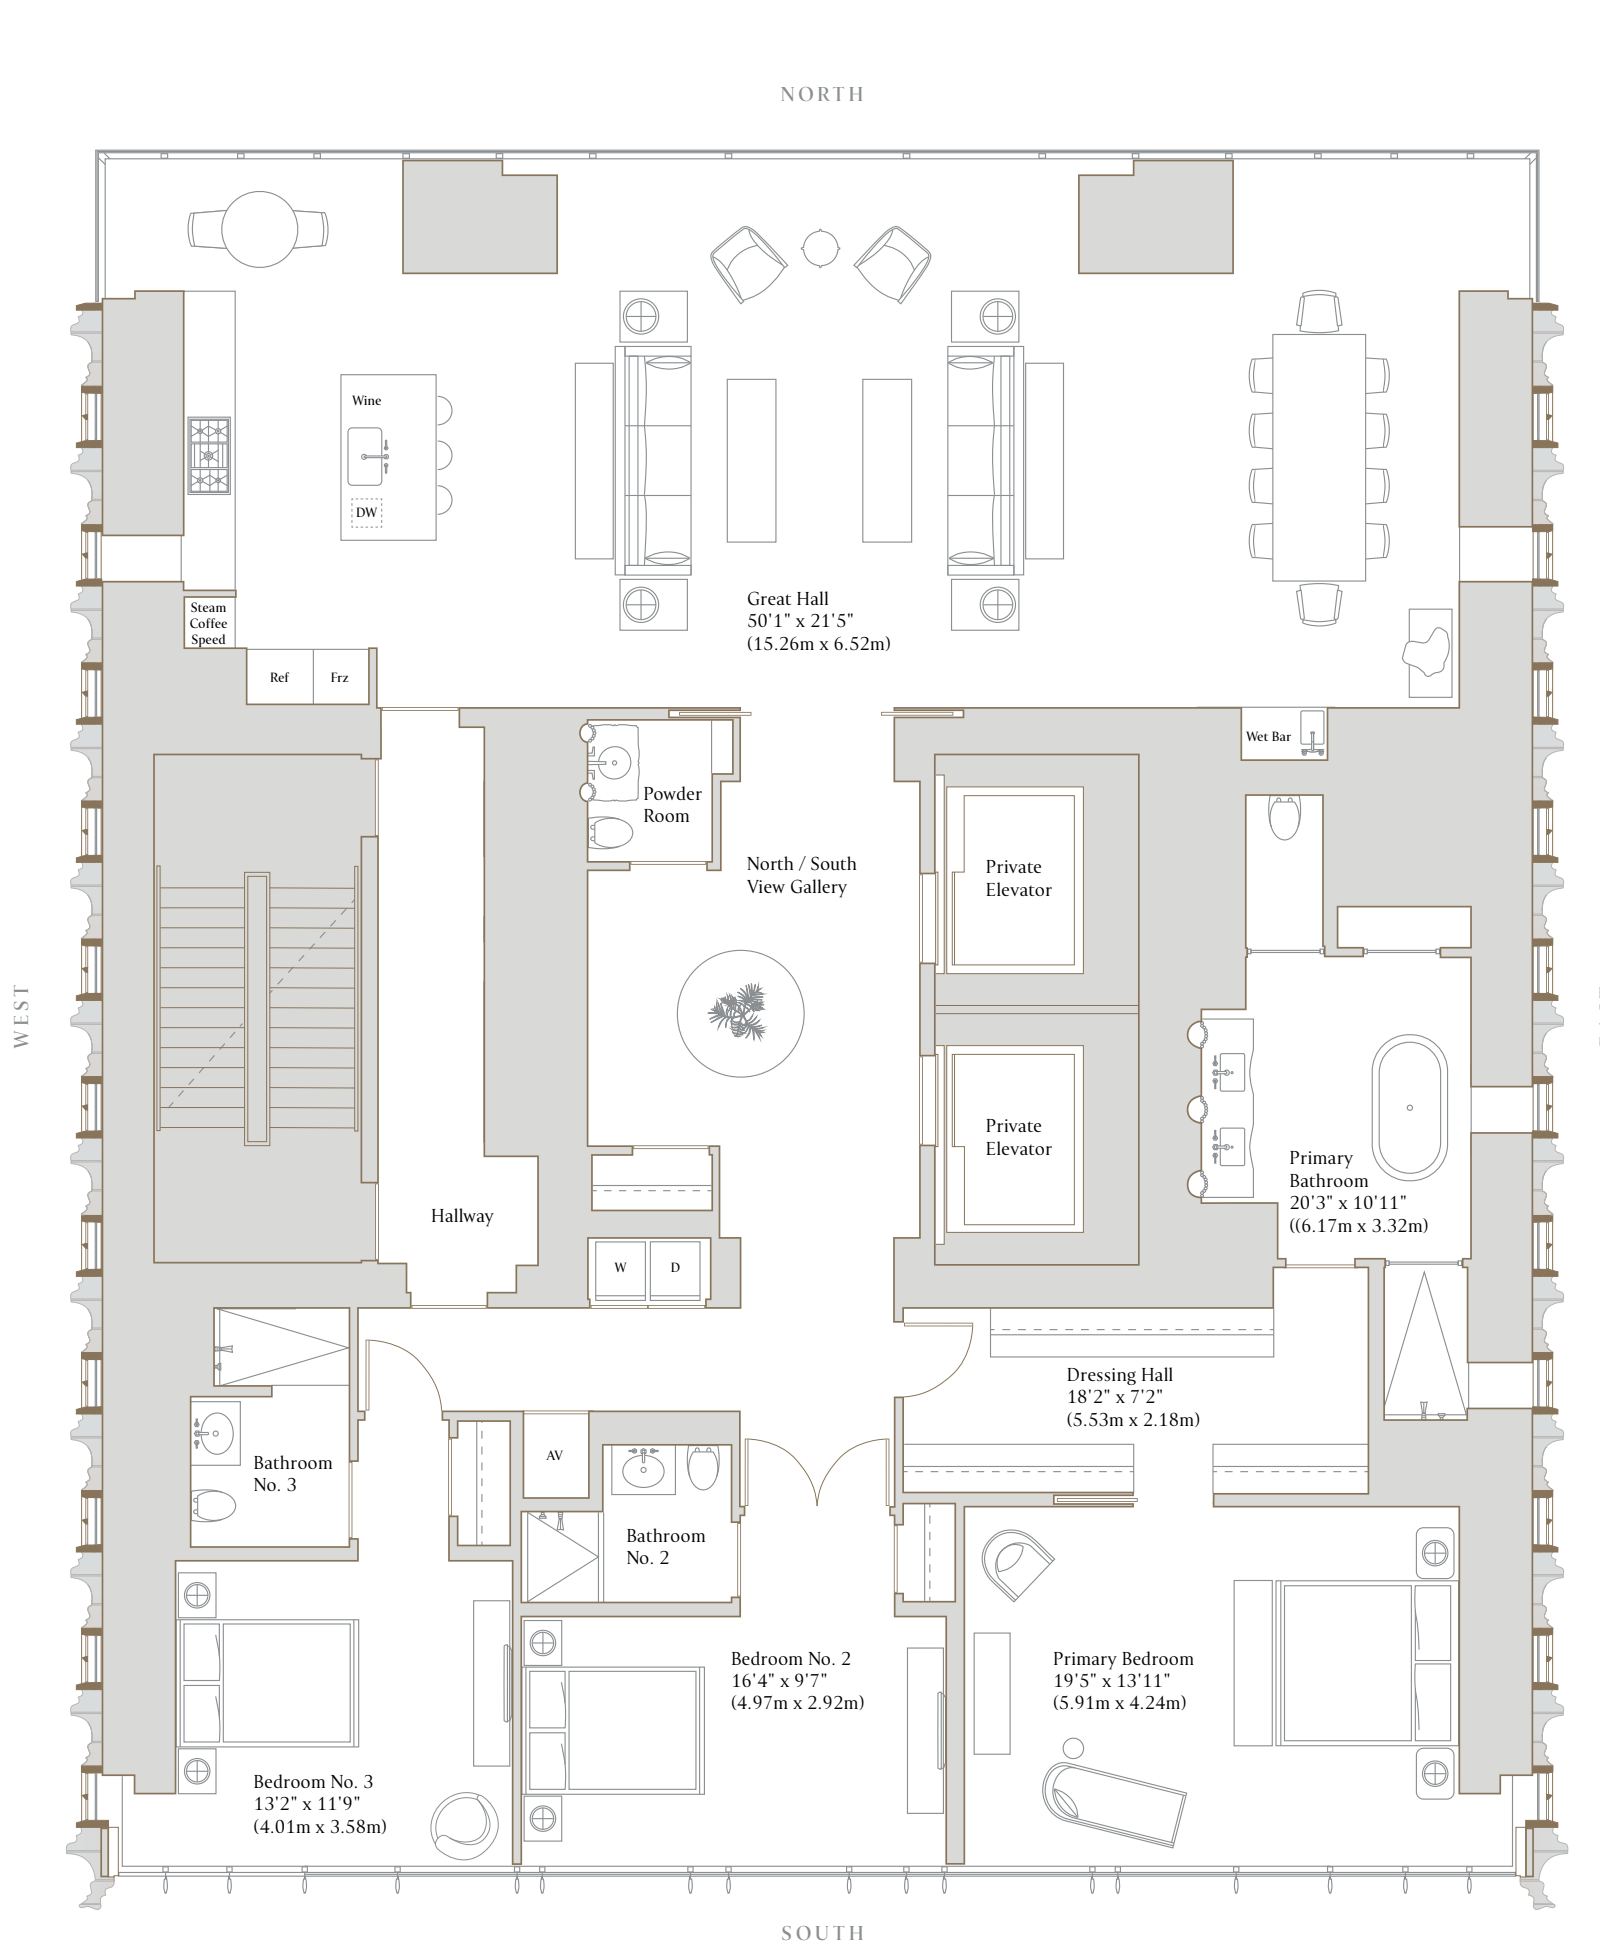 NORTH
Wine
DW
Great Hall
50'1" x 21'5"
(15.26m x 6.52m)
Steam
Coffee
Speed
Ref
Frz
Wet Bar
Powder
Room
North / South
View Gallery
Private
Elevator
WEST
Private
Elevator
Primary
Bathroom
20'3" x 10'11"
((6.17m x 3.32m)
Hallway
W
D
Dressing Hall
18'2" x 7'2"
(5.53m x 2.18m)
Bathroom
No. 3
AV
Bathroom
No. 2
Bedroom No. 2
16'4" x 9'7"
(4.97m x 2.92m)
Primary Bedroom
19'5" x 13'11"
(5.91m x 4.24m)
Bedroom No. 3
13'2" x 11'9"
(4.01m x 3.58m)
SOUTH